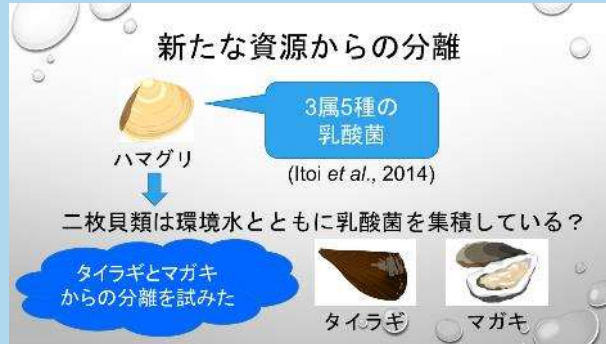 新たな資源からの分離
3属5種の
乳酸菌
ハマグリ
(Itoi et al., 2014)
二枚貝類は環境水とともに乳酸菌を集積している？
タイラギとマガキ
からの分離を試みた
タイラギ
マガキ